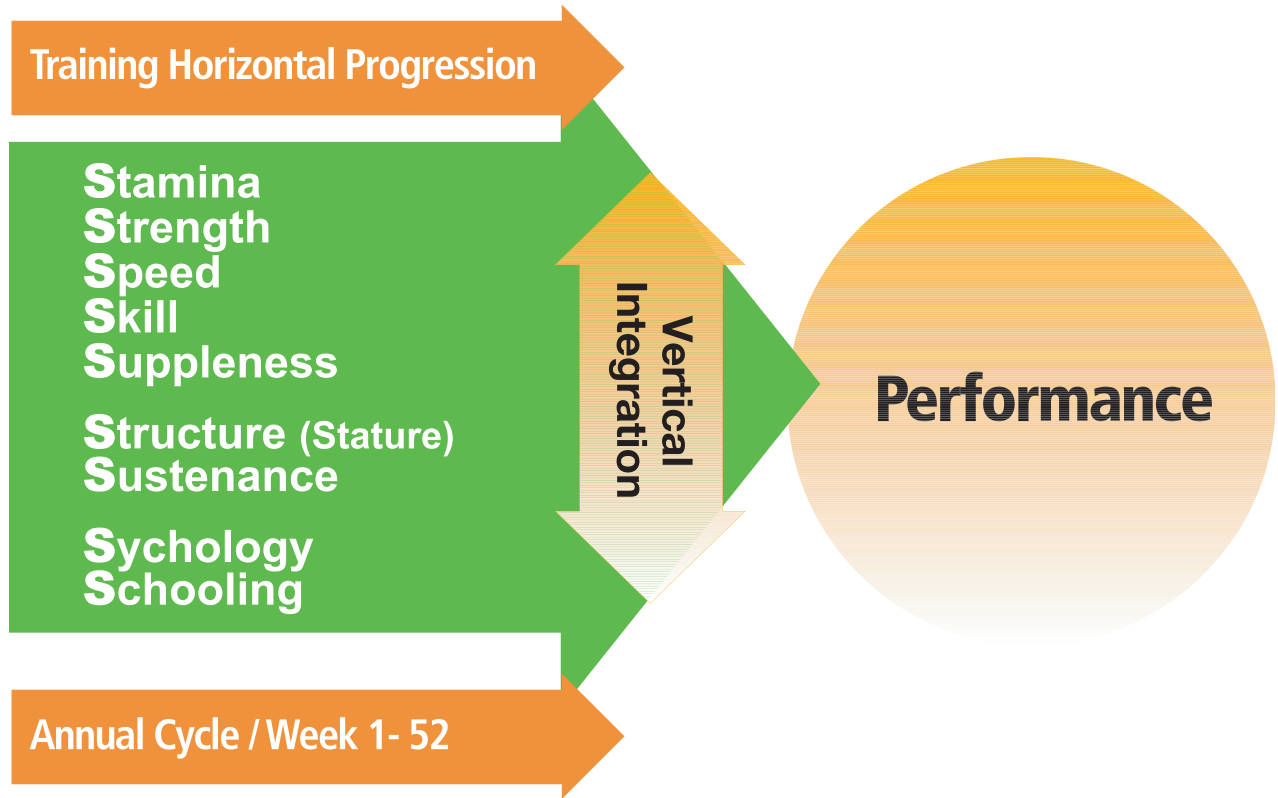 Training Horizontal Progression
Stamina
Strength
Speed
Skill
Suppleness
Structure (Stature)
Sustenance
Sychology
Schooling
Vertical
Integration
Performance
Annual Cycle / Week 1- 52